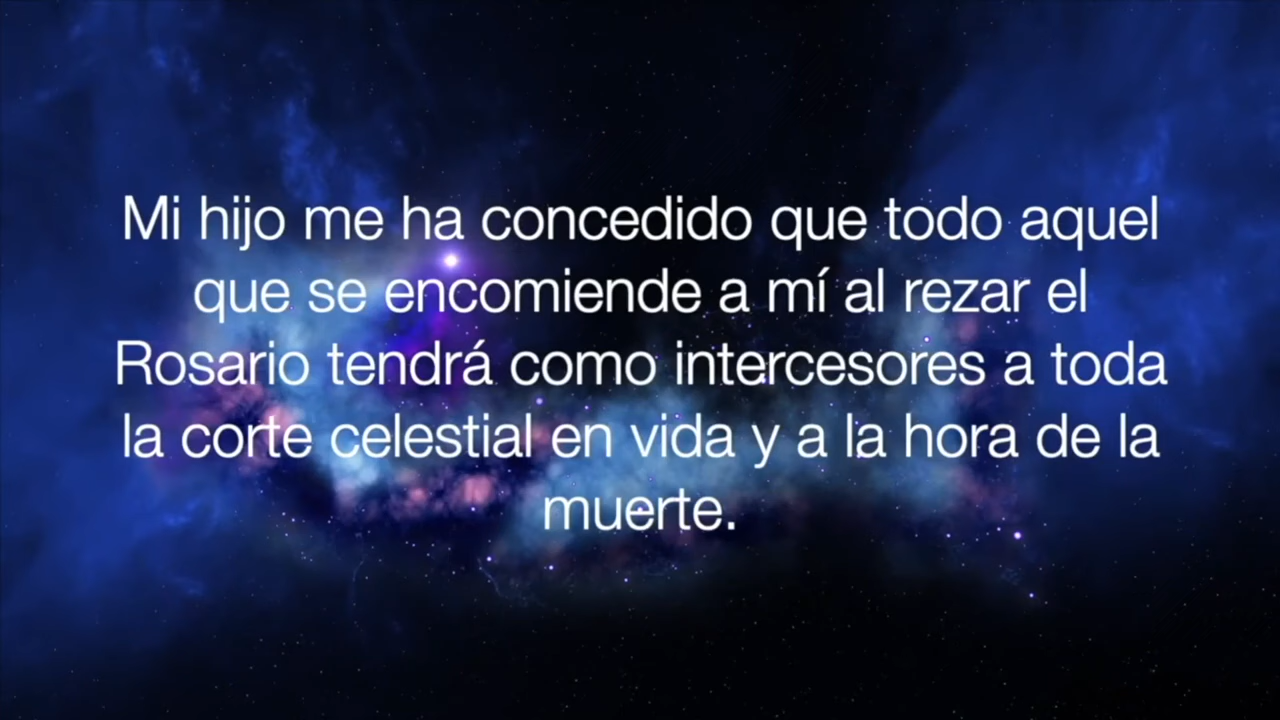 Mi hijo me ha concedido que todo aquel
que se encomiende a mí al rezar el
Rosario tendrá como intercesores a toda
la corte celestial en vida y a la hora de la
muerte.